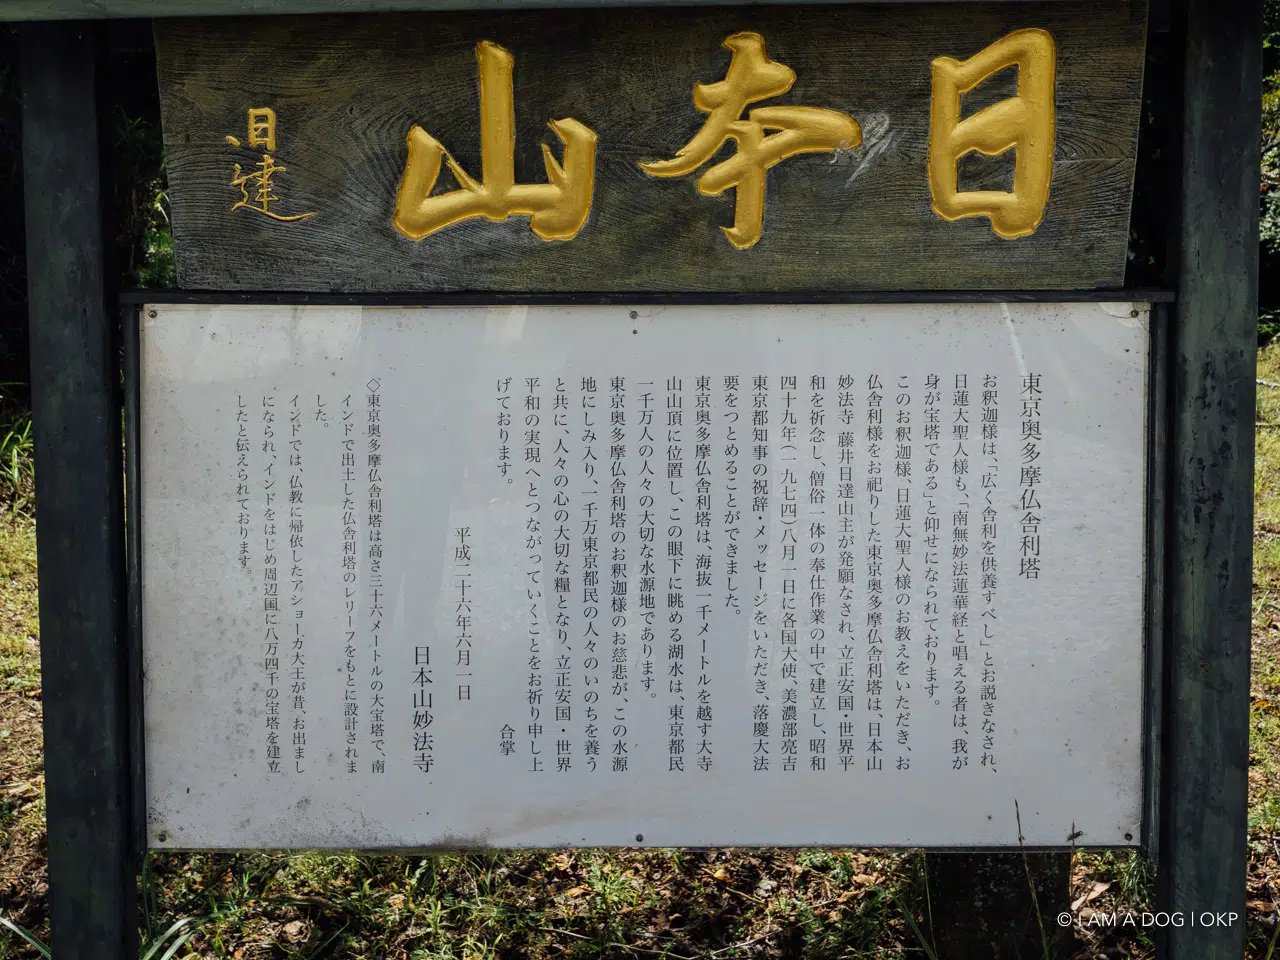 日本山
東京奥多摩仏舎利塔
お釈迦様は、「広く舎利を供養すべし」とお説きなされ、
日蓮大聖人様も、「南無妙法蓮華経と唱える者は、我が
身が宝塔である」と仰せになられております。
このお釈迦様、日蓮大聖人様のお教えをいただき、お
仏舎利様をお祀りした東京奥多摩仏舎利塔は、日本山
妙法寺 藤井日達山主が発願なされ、立正安国・世界平
和を祈念し、僧俗一体の奉仕作業の中で建立し、昭和
四十九年(一九七四)八月一日に各国大使、美濃部亮吉
東京都知事の祝辞・メッセージをいただき、落慶大法
要をつとめることができました。
東京奥多摩仏舎利塔は、海抜一千メートルを越す大寺
山山頂に位置し、この眼下に眺める湖水は、東京都民
一千万人の人々の大切な水源地であります。
東京奥多摩仏舎利塔のお釈迦様のお慈悲が、この水源
地にしみ入り、一千万東京都民の人々のいのちを養う
と共に、人々の心の大切な糧となり、立正安国・世界
平和の実現へとつながっていくことをお祈り申し上
げております。
合掌
平成二十六年六月一日
日本山妙法寺
◇東京奥多摩仏舎利塔は高さ三十六メートルの大宝塔で、南
インドで出土した仏舎利塔のレリーフをもとに設計されま
した。
インドでは、仏教に帰依したアショーカ大王が昔、お出まし
になられ、インドをはじめ周辺国に八万四千の宝塔を建立
したと伝えられております。
© I AM A DOG | OKP